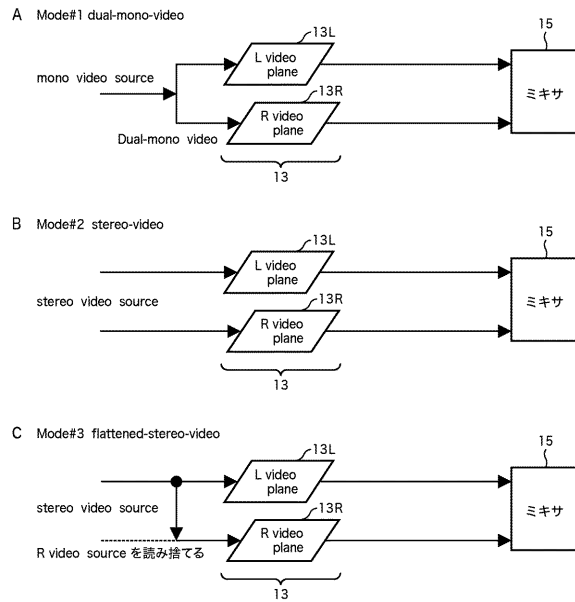 A Mode#1 dual-mono-video
13L
15
L video
plane
mono video source
13R
ミキサ
R video
plane
Dual-mono video
13
B Mode#2 stereo-video
13L
15
L video
plane
stereo video source
13R
ミキサ
R video
plane
13
C Mode#3 flattened-stereo-video
13L
15
L video
plane
stereo video source
13R
ミキサ
R video
plane
R video source を読み捨てる
13